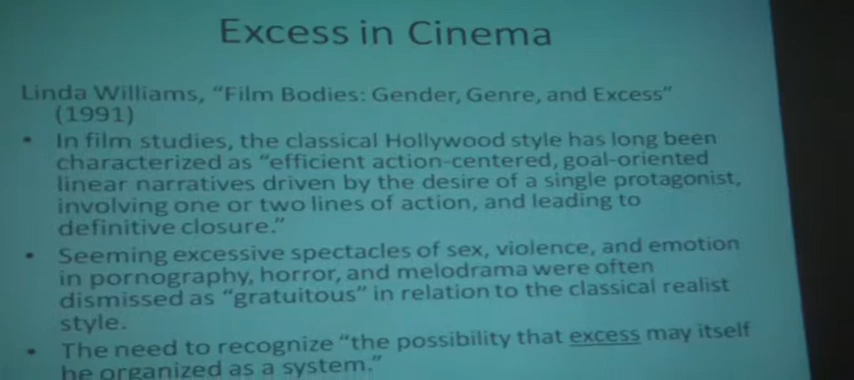 Excess in Cinema
Linda Williams, “Film Bodies: Gender, Genre, and Excess”
(1991)
• In film studies, the classical Hollywood style has long been
characterized as “efficient action-centered, goal-oriented
linear narratives driven by the desire of a single protagonist,
involving one or two lines of action, and leading to
definitive closure.”
• Seeming excessive spectacles of sex, violence, and emotion
in pornography, horror, and melodrama were often
dismissed as “gratuitous” in relation to the classical realist
style.
• The need to recognize “the possibility that excess may itself
be organized as a system.”